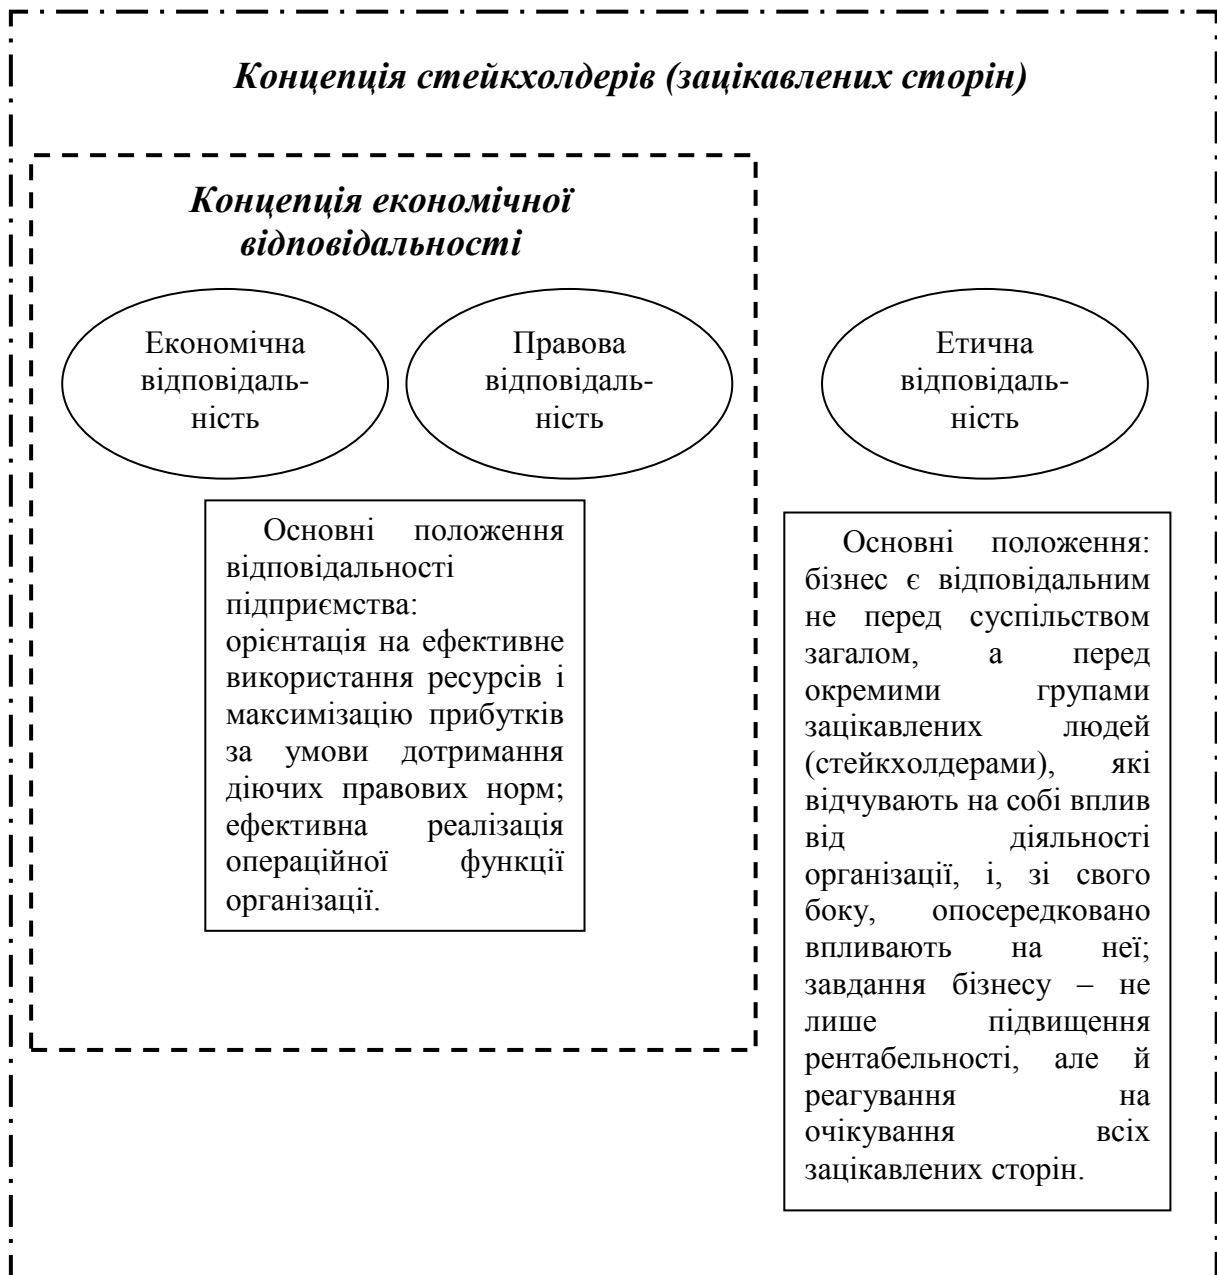 Концепція стейкхолдерів (зацікавлених сторін)
Концепція економічної
відповідальності
Економічна
відповідаль-
ність
Правова
відповідаль-
ність
Етична
відповідаль-
ність
Основні положення
відповідальності
підприємства:
орієнтація на ефективне
використання ресурсів і
максимізацію прибутків
за умови дотримання
діючих правових норм;
ефективна реалізація
операційної функції
організації.
Основні положення:
бізнес є відповідальним
не перед суспільством
загалом, а перед
окремими групами
зацікавлених людей
(стейкхолдерами), які
відчувають на собі вплив
від діяльності
організації, і, зі свого
боку, опосередковано
впливають на неї;
завдання бізнесу – не
лише підвищення
рентабельності, але й
реагування на
очікування всіх
зацікавлених сторін.